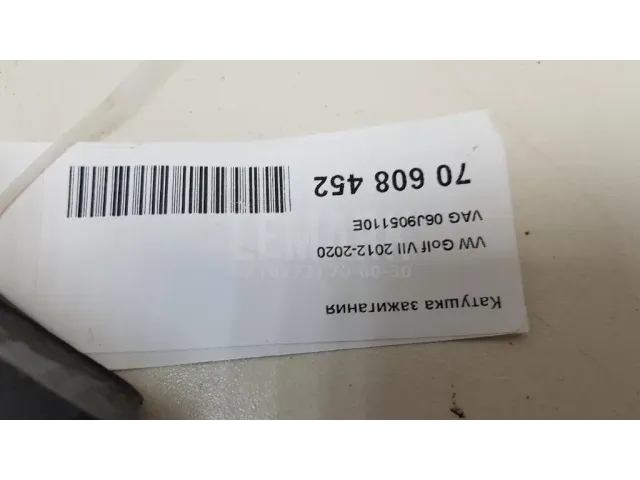 Катушка зажигания
VW Golf VII 2012-2020
VAG 06J905110E
70 608 452